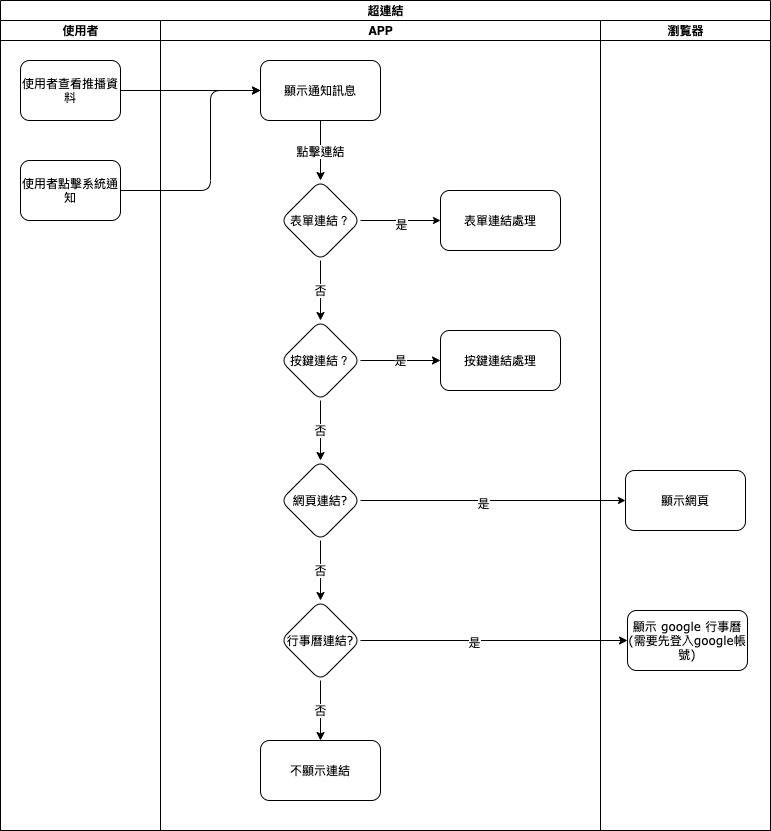 超連結
使用者
APP
瀏覧器
使用者查看推播資
料
顯示通知訊息
點擊連結
使用者點擊系統通
知
表單連結？
是
表單連結處理
否
按鍵連結？
是
按鍵連結處理
否
網頁連結?
是
顯示網頁
否
行事曆連結?
是
顯示 google 行事曆
(需要先登入google帳
號)
否
不顯示連結